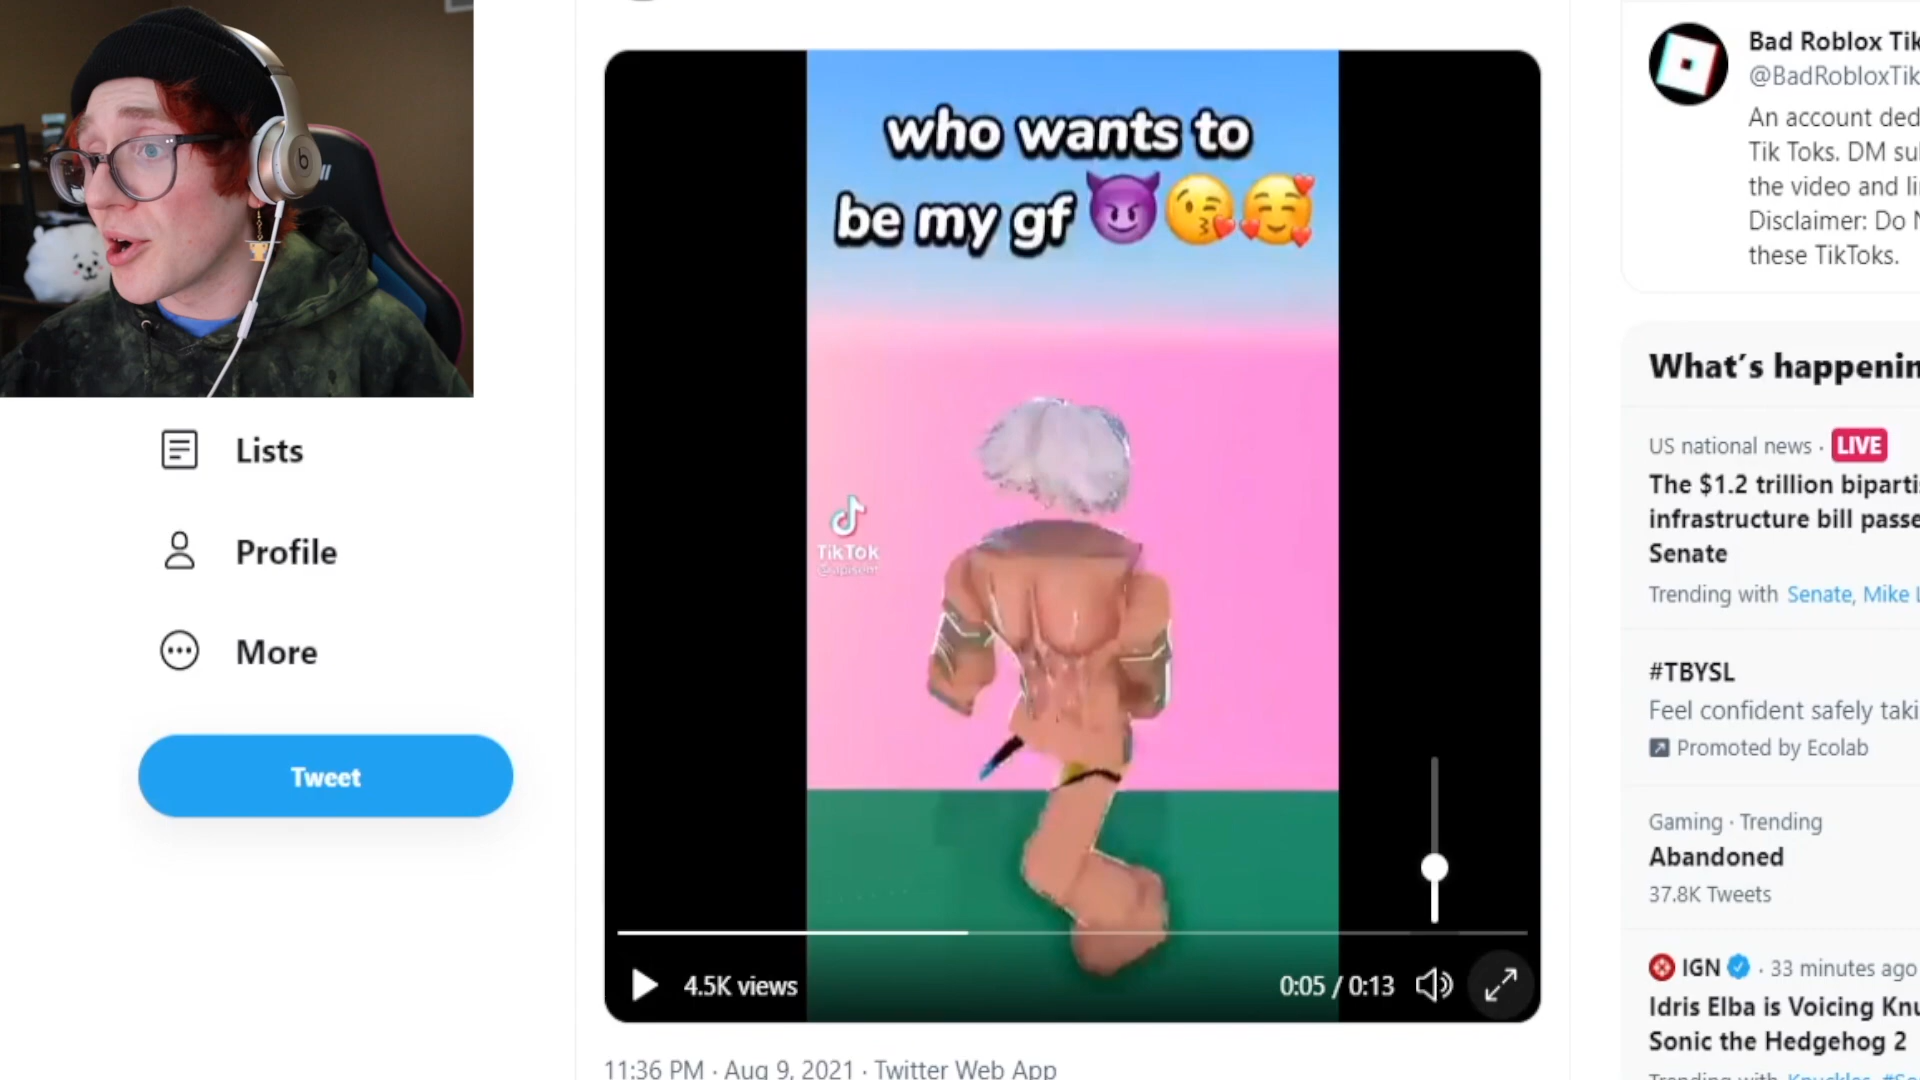 who wants to
be my gf
TikTok
Lists
Profile
More
Tweet
4.5K views
0:05 / 0:13
11:36 PM · Aug 9, 2021 · Twitter Web App
Bad Roblox Tik
@BadRobloxTik
An account ded
Tik Toks. DM su
the video and li
Disclaimer: Do N
these TikToks.
What's happenin
US national news · LIVE
The $1.2 trillion biparti
infrastructure bill passe
Senate
Trending with Senate, Mike L
#TBYSL
Feel confident safely taki
Promoted by Ecolab
Gaming · Trending
Abandoned
37.8K Tweets
IGN · 33 minutes ago
Idris Elba is Voicing Knu
Sonic the Hedgehog 2
Trending with Knuckles, #So